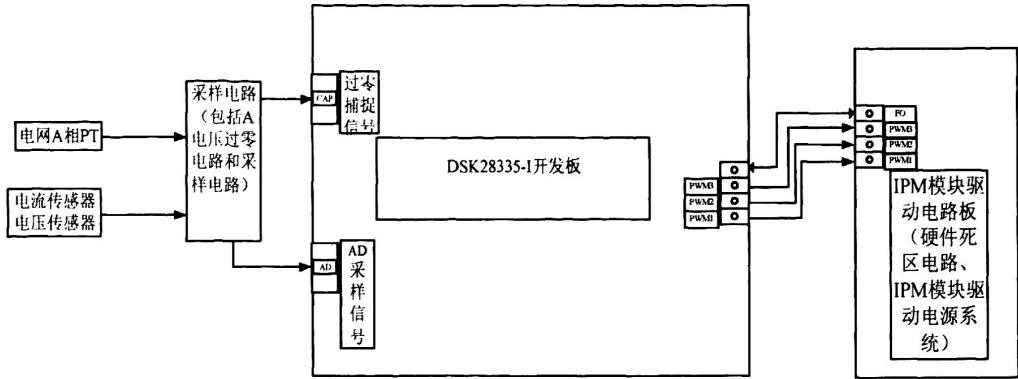 电网A相PT
电流传感器
电压传感器
采样电路
（包括A
电压过零
电路和采
样电路）
CAP
过零
捕捉
信号
AD
AD
采
样
信
号
DSK28335-I开发板
PWM3
PWM2
PWM1
FO
PWM3
PWM2
PWM1
IPM模块驱
动电路板
（硬件死
区电路、
IPM模块驱
动电源系
统）